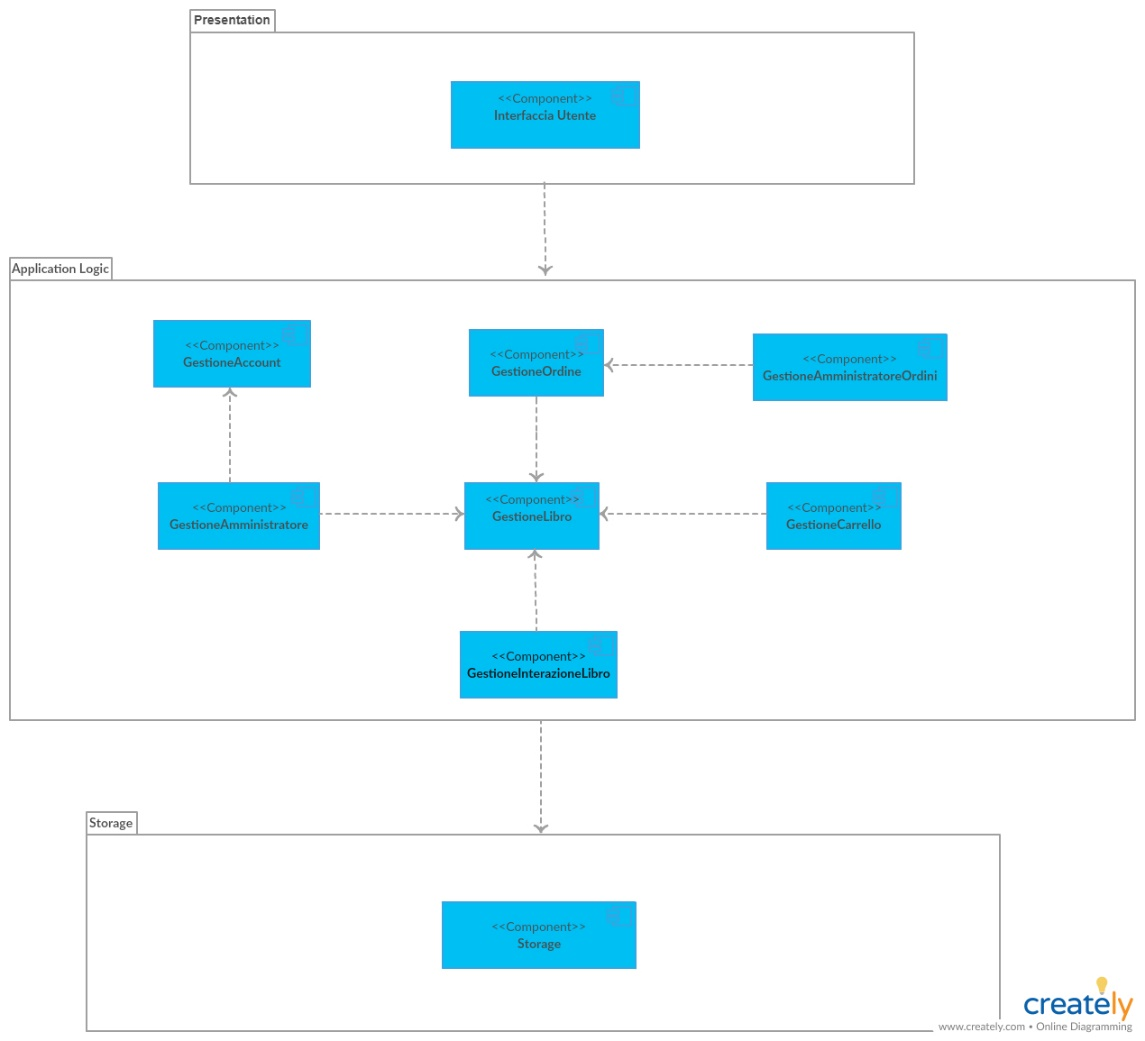 Presentation
<<Component>>
Interfaccia Utente
Application Logic
<<Component>>
GestioneAccount
<<Component>>
GestioneOrdine
<<Component>>
GestioneAmministratoreOrdini
<<Component>>
GestioneAmministratore
<<Component>>
GestioneLibro
<<Component>>
GestioneCarrello
<<Component>>
GestioneInterazioneLibro
Storage
<<Component>>
Storage
creately
www.creately.com • Online Diagramming